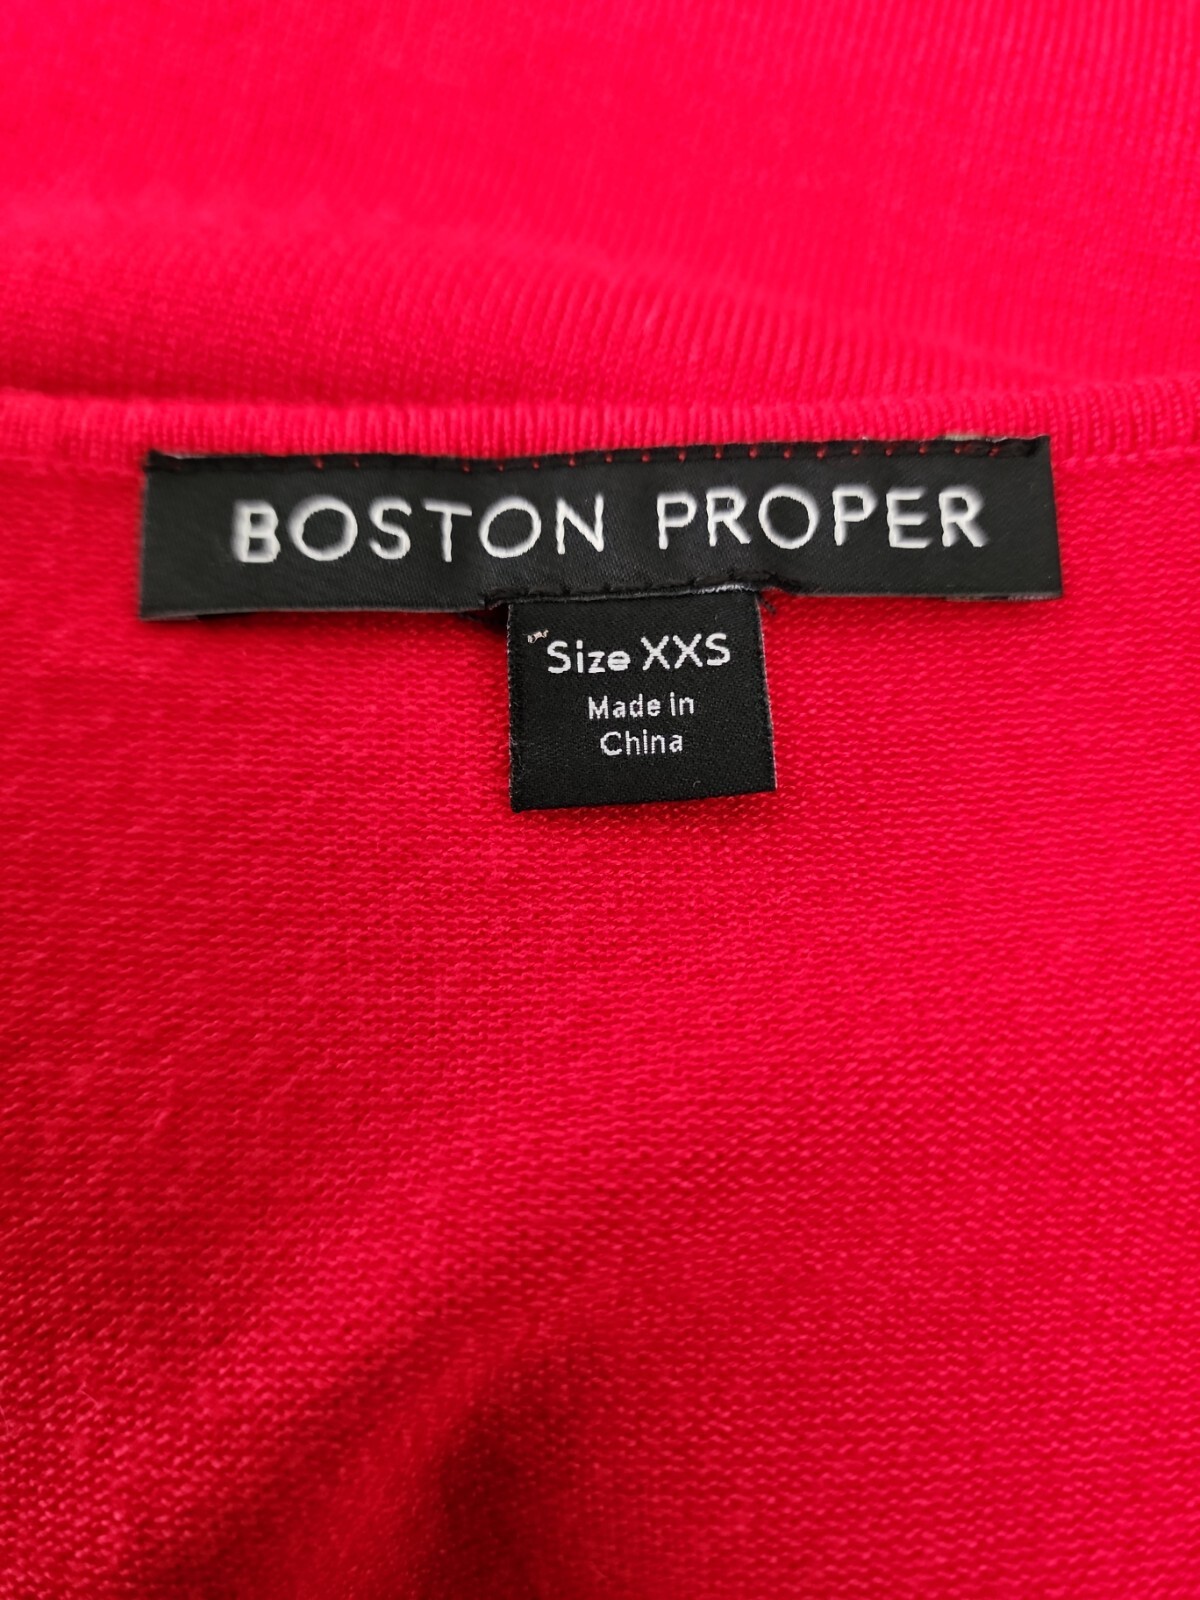 BOSTON PROPER
Size XXS
Made in
China